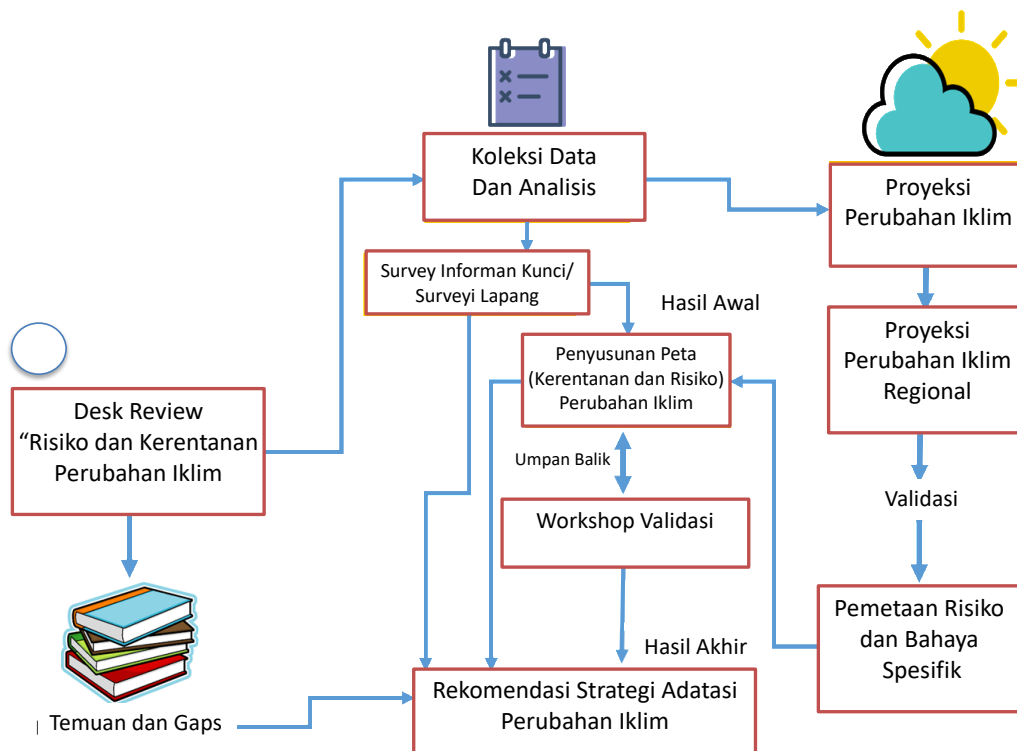 Koleksi Data
Dan Analisis
Proyeksi
Perubahan Iklim
Survey Informan Kunci/
Surveyi Lapang
Hasil Awal
Proyeksi
Perubahan Iklim
Regional
Penyusunan Peta
(Kerentanan dan Risiko)
Perubahan Iklim
Desk Review
“Risiko dan Kerentanan
Perubahan Iklim
Umpan Balik
Validasi
Workshop Validasi
Pemetaan Risiko
dan Bahaya
Spesifik
Hasil Akhir
Rekomendasi Strategi Adatasi
Perubahan Iklim
Temuan dan Gaps